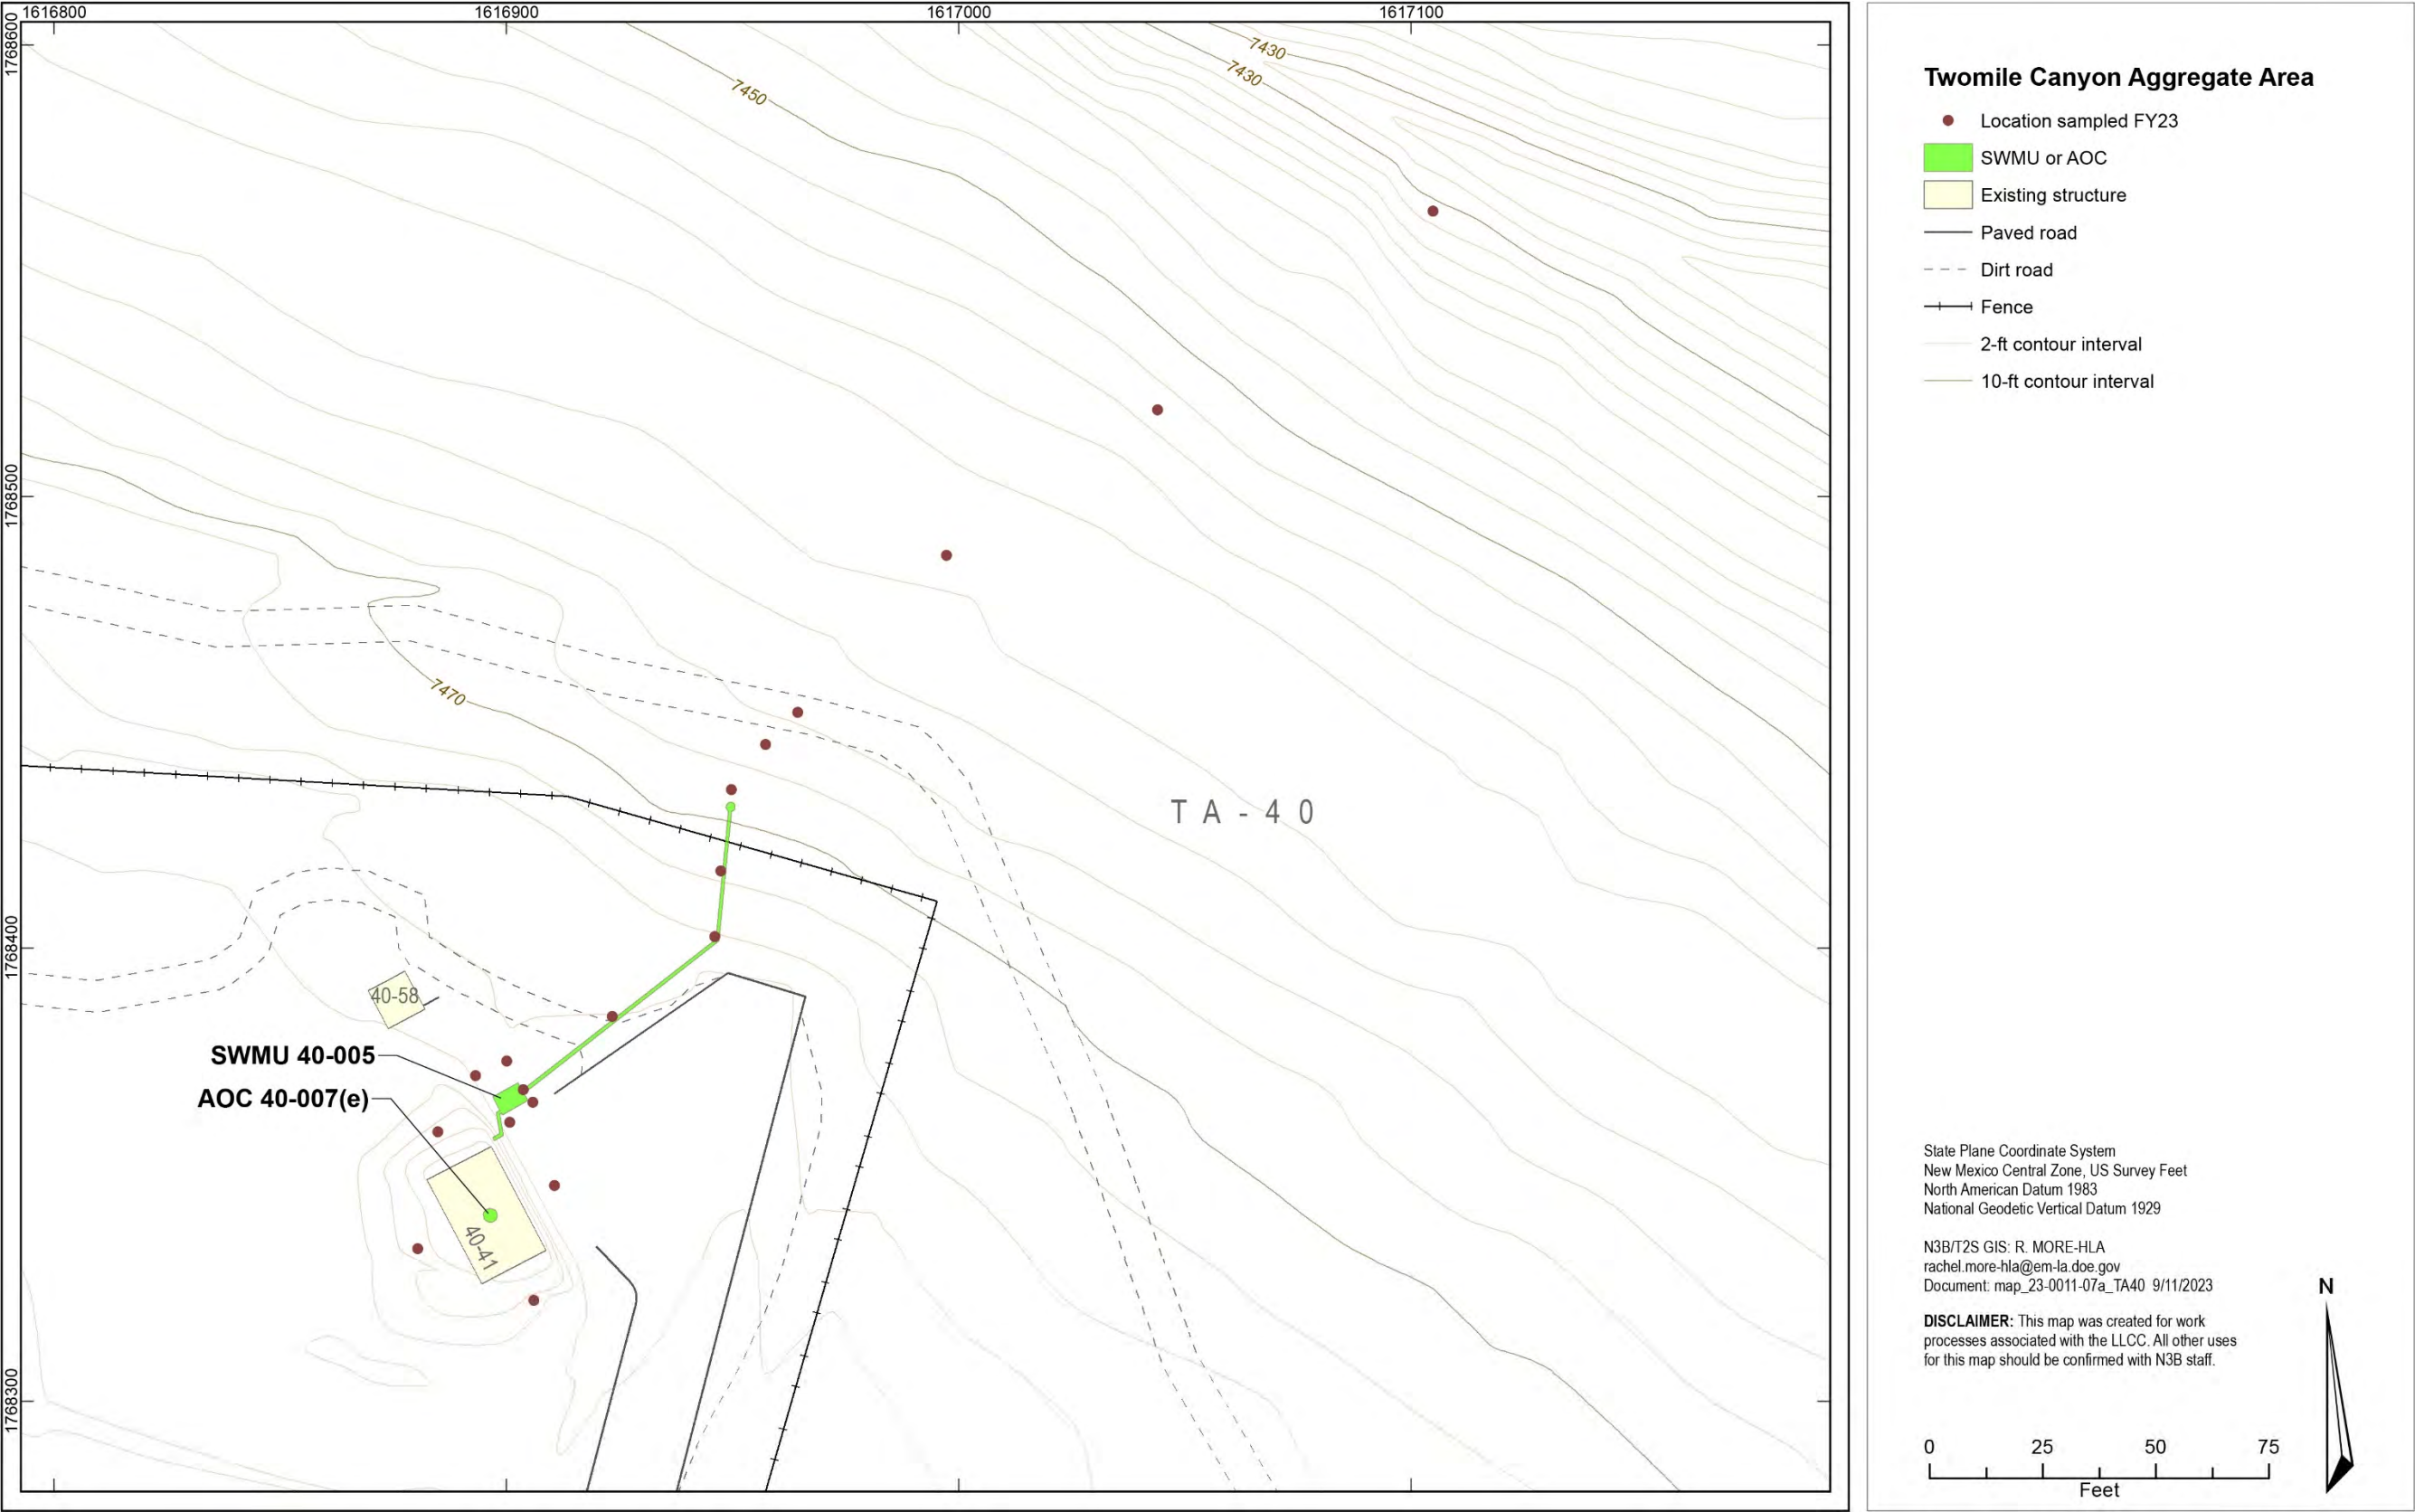 1616800
1616900
1617000
1617100
1768600
1768500
1768400
1768300
7430
7430
7450
7470
TA-40
40-58
SWMU 40-005
AOC 40-007(e)
40-41
Twomile Canyon Aggregate Area
Location sampled FY23
SWMU or AOC
Existing structure
Paved road
Dirt road
Fence
2-ft contour interval
10-ft contour interval
State Plane Coordinate System
New Mexico Central Zone, US Survey Feet
North American Datum 1983
National Geodetic Vertical Datum 1929
N3B/T2S GIS: R. MORE-HLA
rachel.more-hla@em-la.doe.gov
Document: map_23-0011-07a_TA40 9/11/2023
DISCLAIMER: This map was created for work
processes associated with the LLCC. All other uses
for this map should be confirmed with N3B staff.
N
0 25 50 75
Feet